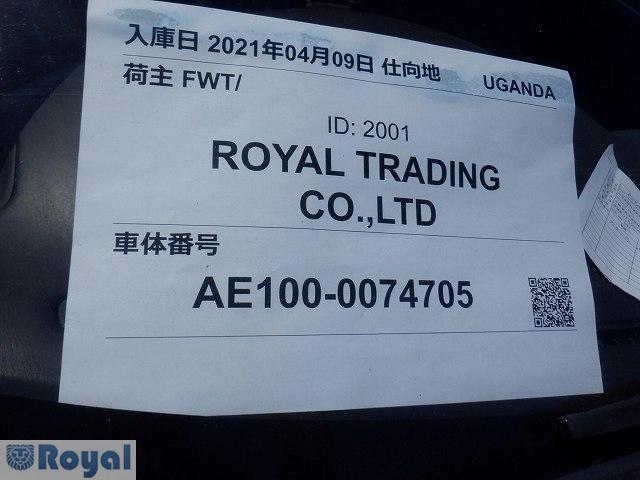 入庫日 2021年04月09日 仕向地 UGANDA
荷主 FWT/
ID: 2001
ROYAL TRADING
CO.,LTD
車体番号
AE100-0074705
Royal